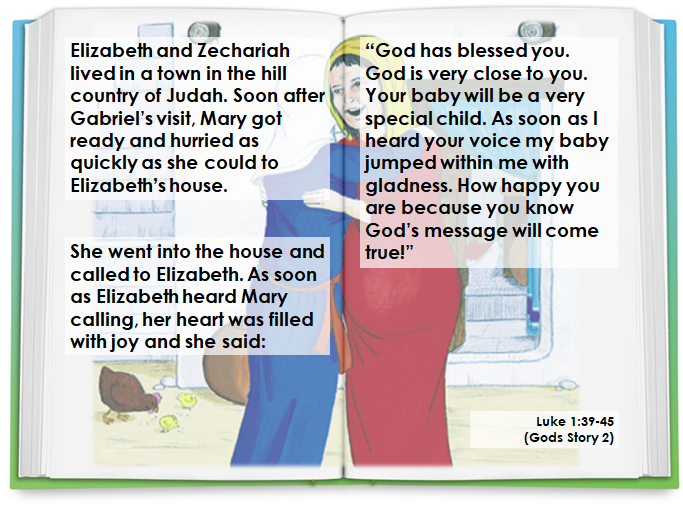 Elizabeth and Zechariah
lived in a town in the hill
country of Judah. Soon after
Gabriel’s visit, Mary got
ready and hurried as
quickly as she could to
Elizabeth’s house.
She went into the house and
called to Elizabeth. As soon
as Elizabeth heard Mary
calling, her heart was filled
with joy and she said:
“God has blessed you.
God is very close to you.
Your baby will be a very
special child. As soon as I
heard your voice my baby
jumped within me with
gladness. How happy you
are because you know
God’s message will come
true!”
Luke 1:39-45
(Gods Story 2)